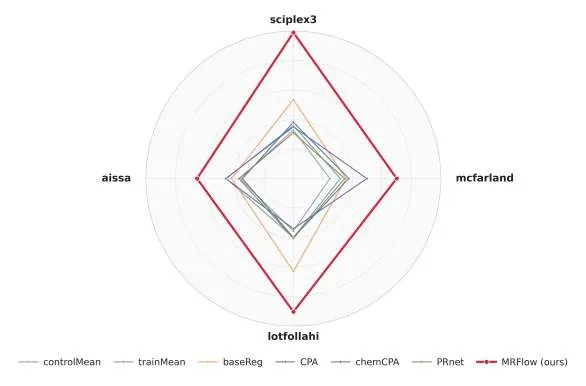 sciplex3
aissa
mcfarland
lotfollahi
controlMean trainMean baseReg CPA chemCPA PRnet MRFlow (ours)